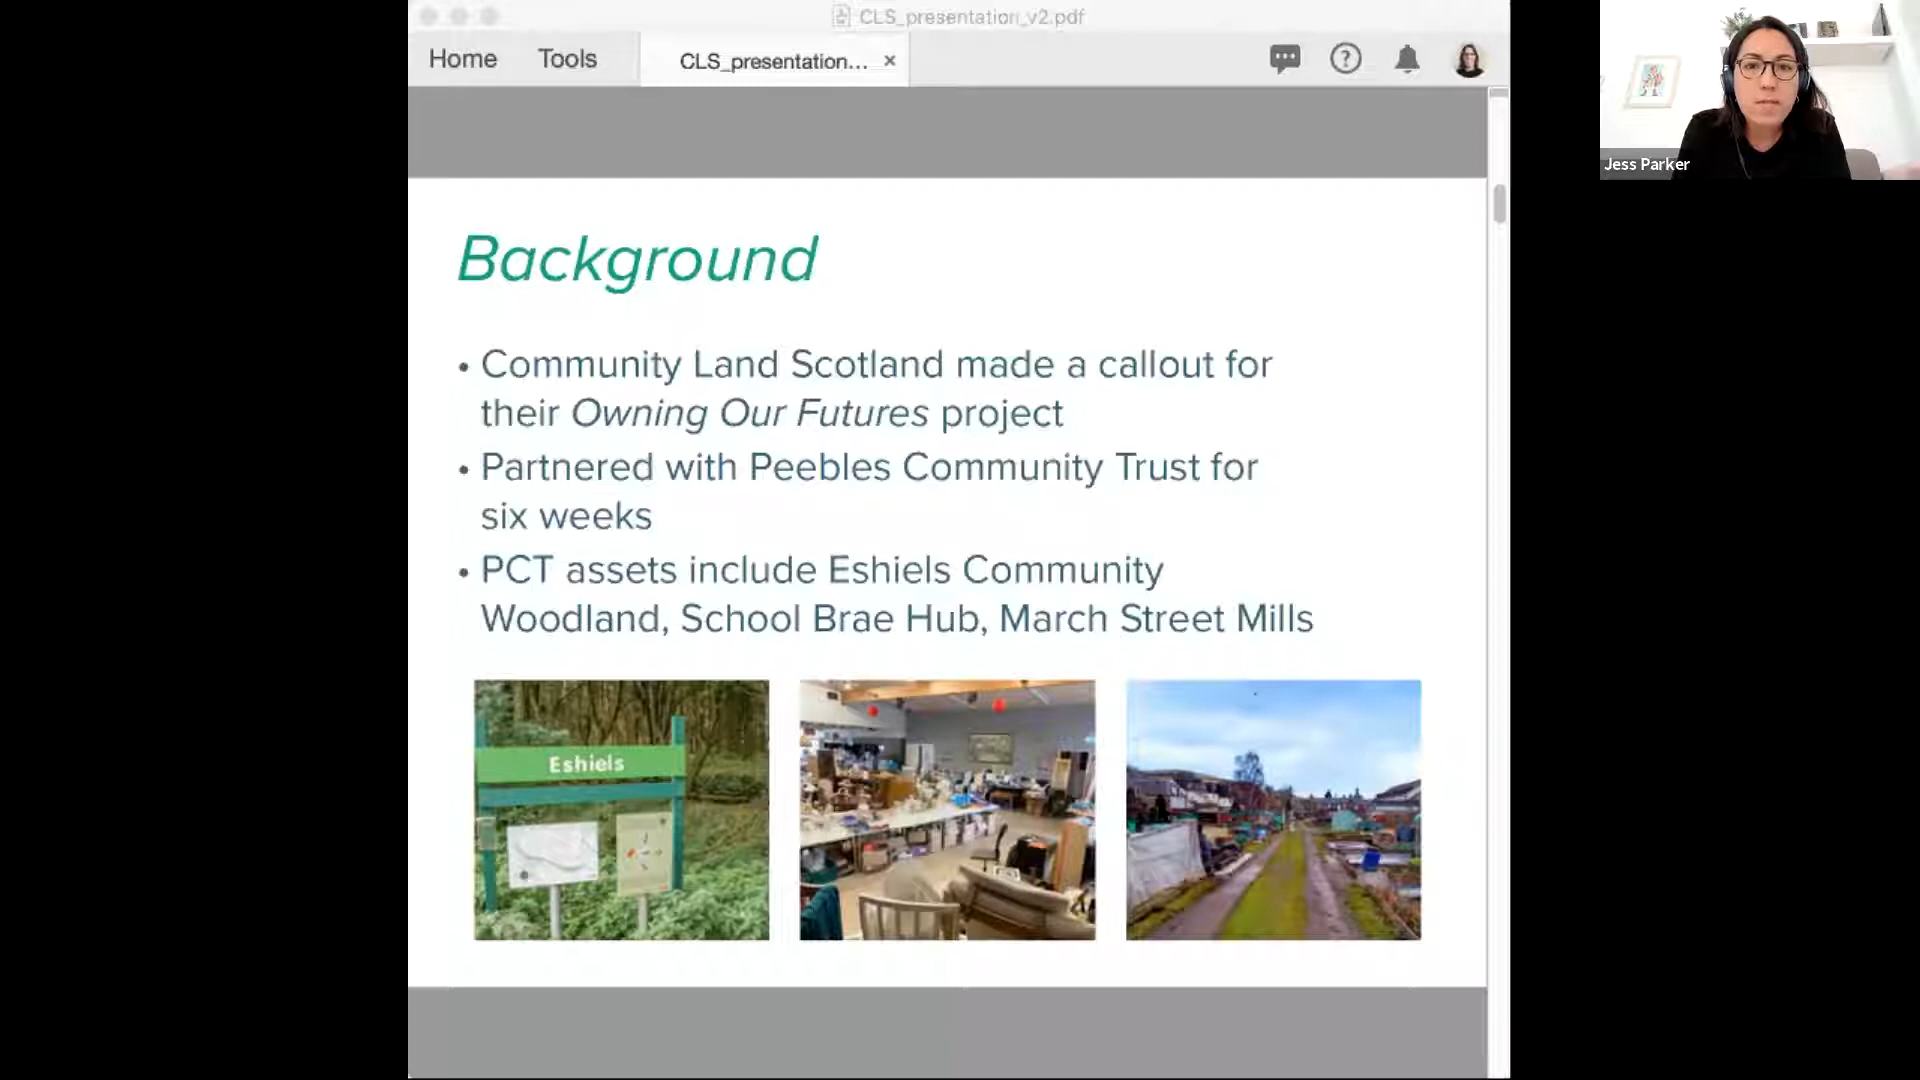 CLS_presentation_v2.pdf
Home Tools CLS_presentation... ×
Jess Parker
Background
• Community Land Scotland made a callout for
their Owning Our Futures project
• Partnered with Peebles Community Trust for
six weeks
• PCT assets include Eshiels Community
Woodland, School Brae Hub, March Street Mills
Eshiels